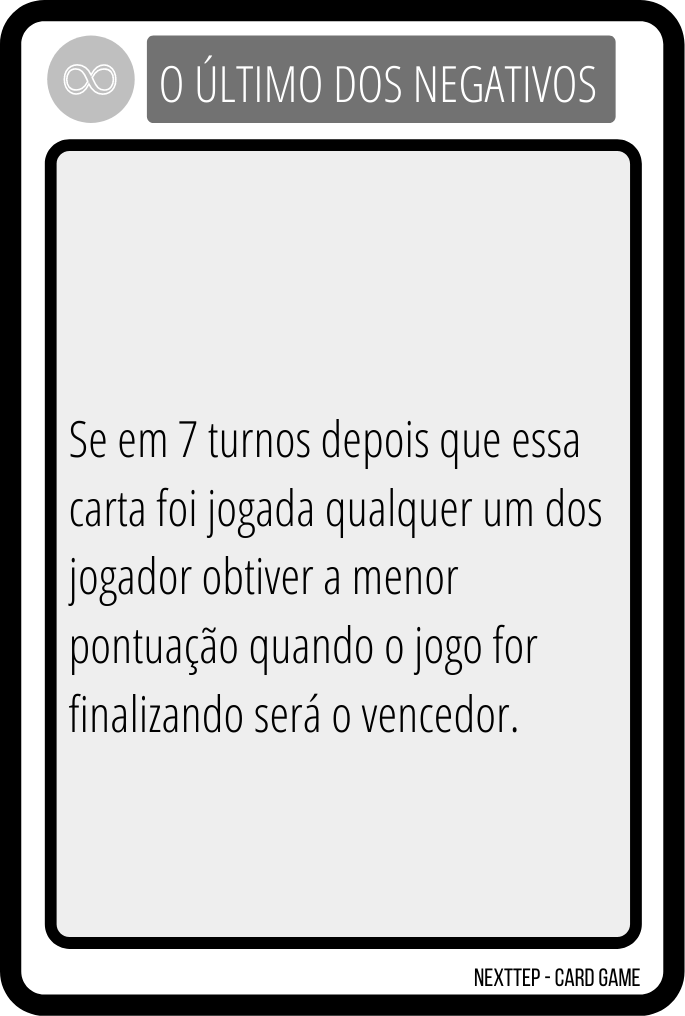 O ÚLTIMO DOS NEGATIVOS
Se em 7 turnos depois que essa
carta foi jogada qualquer um dos
jogador obtiver a menor
pontuação quando o jogo for
finalizando será o vencedor.
NEXTTEP - CARD GAME